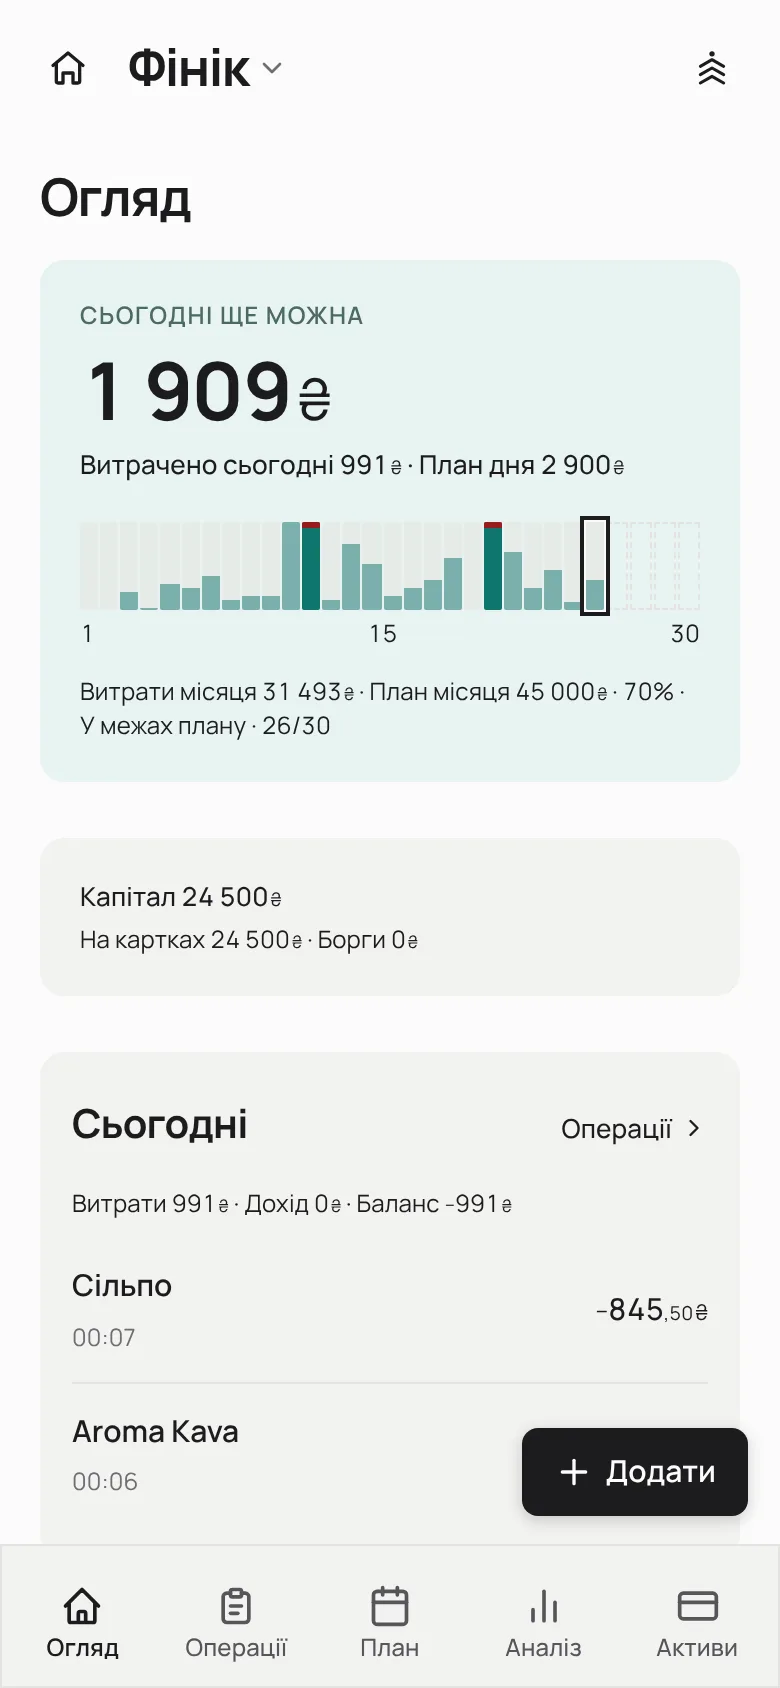 Фінік
Огляд
СЬОГОДНІ ЩЕ МОЖНА
1 909₴
Витрачено сьогодні 991₴ · План дня 2 900₴
1 15 30
Витрати місяця 31 493₴ · План місяця 45 000₴ · 70% ·
У межах плану · 26/30
Капітал 24 500₴
На картках 24 500₴ · Борги 0₴
Сьогодні
Операції
Витрати 991₴ · Дохід 0₴ · Баланс -991₴
Сільпо
−845,50₴
00:07
Aroma Kava
00:06
Додати
Огляд Операції План Аналіз Активи